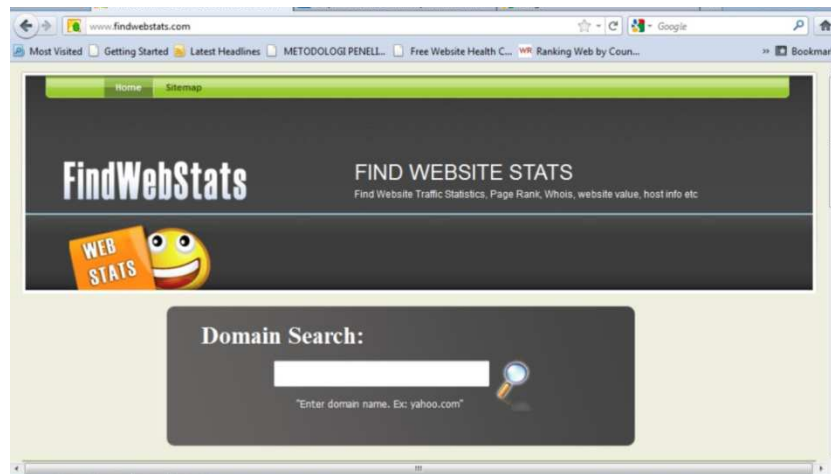 www.findwebstats.com
Google
Most Visited Getting Started Latest Headlines METODOLOGI PENELI... Free Website Health C... WR Ranking Web by Coun... » Bookmar
Home Sitemap
FindWebStats
FIND WEBSITE STATS
Find Website Traffic Statistics, Page Rank, Whois, website value, host info etc
WEB
STATS
Domain Search:
"Enter domain name. Ex: yahoo.com"